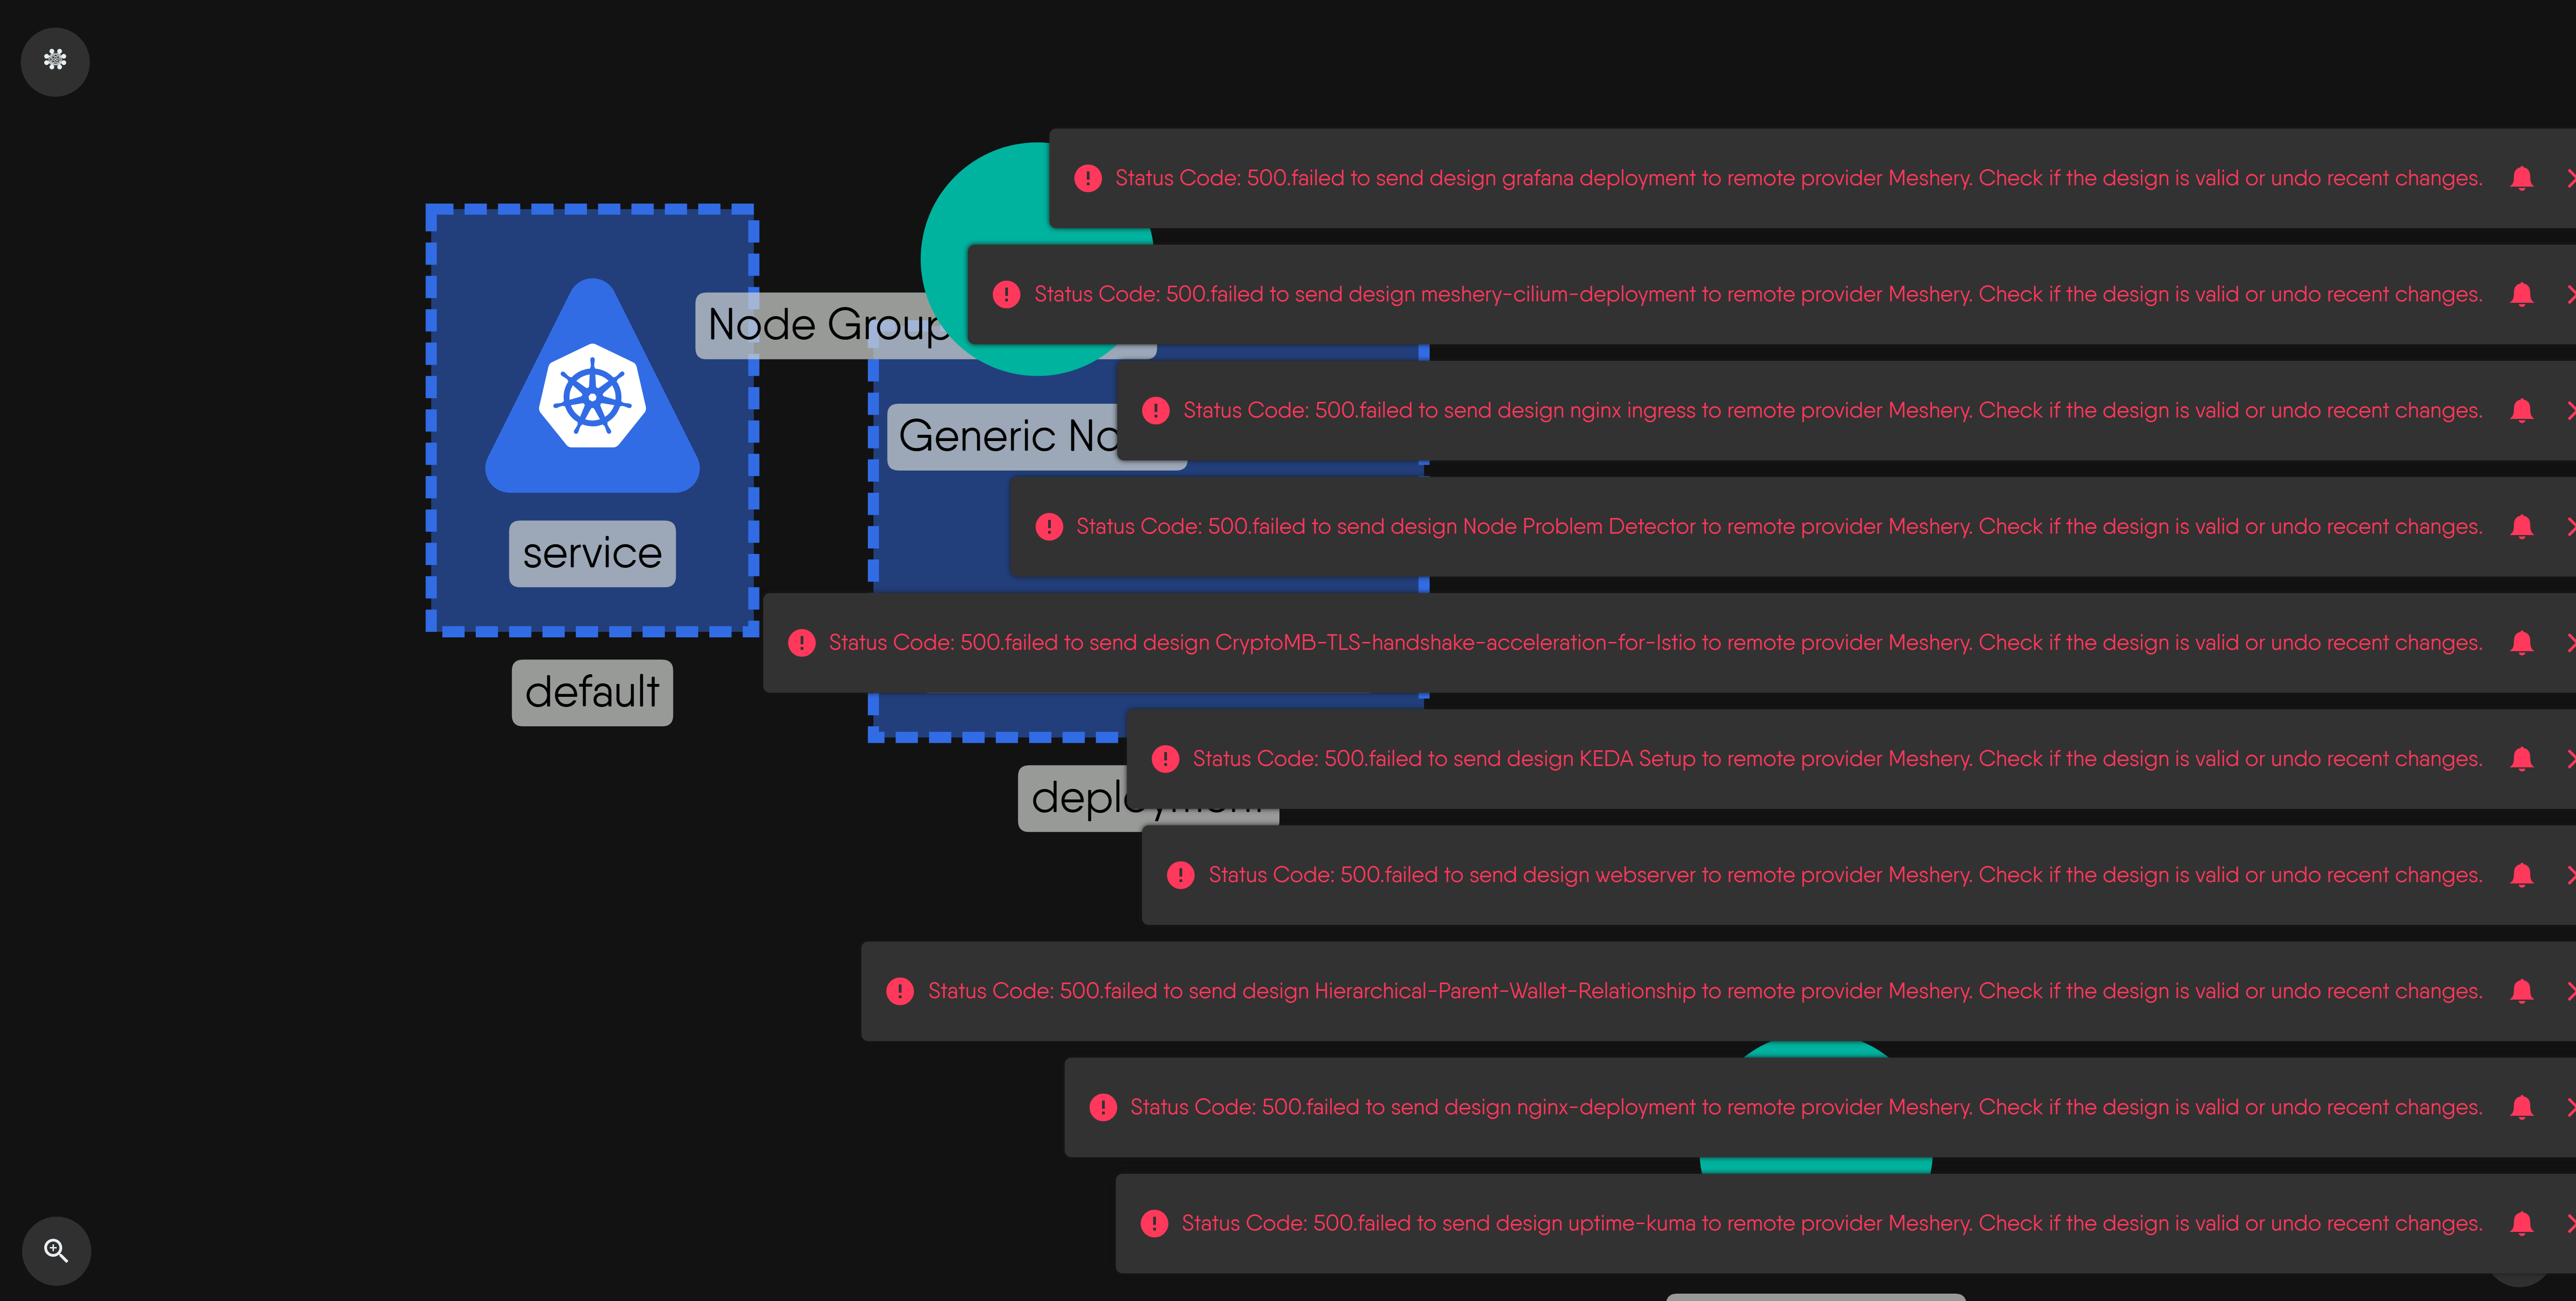 Status Code: 500.failed to send design grafana deployment to remote provider Meshery. Check if the design is valid or undo recent changes.
Status Code: 500.failed to send design meshery-cilium-deployment to remote provider Meshery. Check if the design is valid or undo recent changes.
Node Group
Status Code: 500.failed to send design nginx ingress to remote provider Meshery. Check if the design is valid or undo recent changes.
Generic
Status Code: 500.failed to send design Node Problem Detector to remote provider Meshery. Check if the design is valid or undo recent changes.
service
Status Code: 500.failed to send design CryptoMB-TLS-handshake-acceleration-for-Istio to remote provider Meshery. Check if the design is valid or undo recent changes.
default
Status Code: 500.failed to send design KEDA Setup to remote provider Meshery. Check if the design is valid or undo recent changes.
deployment
Status Code: 500.failed to send design webserver to remote provider Meshery. Check if the design is valid or undo recent changes.
Status Code: 500.failed to send design Hierarchical-Parent-Wallet-Relationship to remote provider Meshery. Check if the design is valid or undo recent changes.
Status Code: 500.failed to send design nginx-deployment to remote provider Meshery. Check if the design is valid or undo recent changes.
Status Code: 500.failed to send design uptime-kuma to remote provider Meshery. Check if the design is valid or undo recent changes.